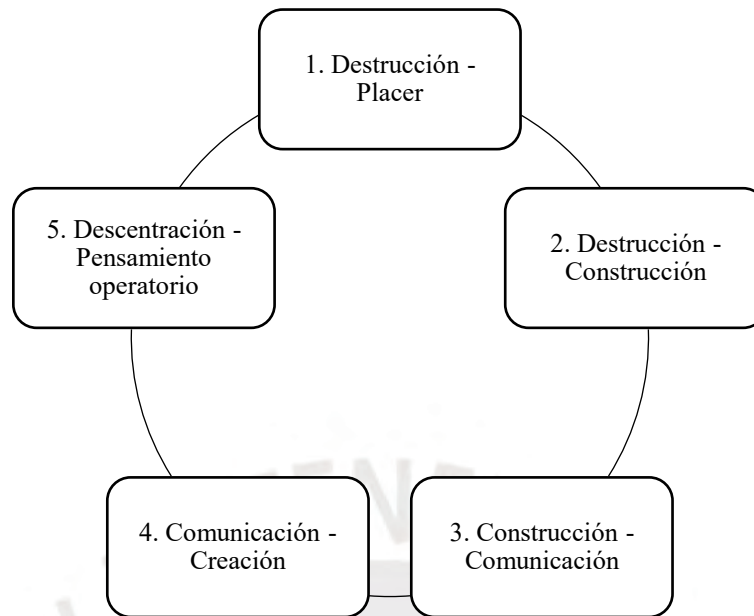 1. Destrucción -
Placer
2. Destrucción -
Construcción
3. Construcción -
Comunicación
4. Comunicación -
Creación
5. Descentración -
Pensamiento
operatorio